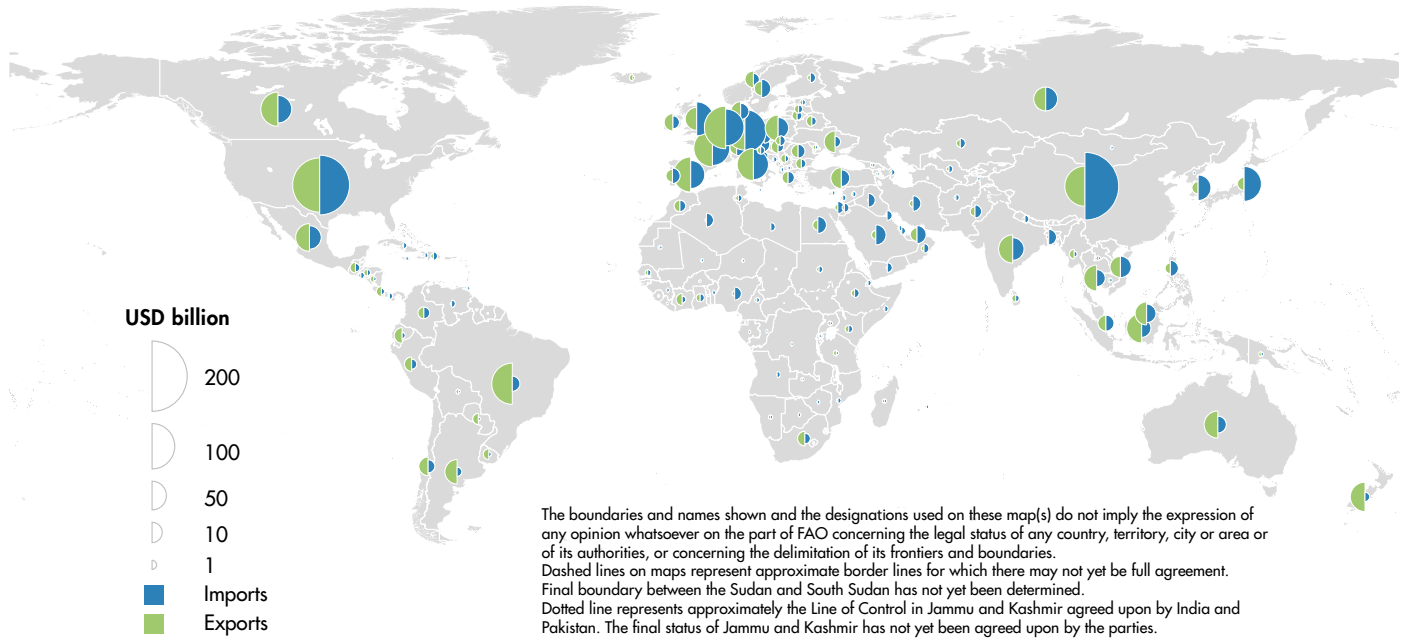 USD billion
200
100
50
10
1
Imports
Exports
The boundaries and names shown and the designations used on these map(s) do not imply the expression of
any opinion whatsoever on the part of FAO concerning the legal status of any country, territory, city or area or
of its authorities, or concerning the delimitation of its frontiers and boundaries.
Dashed lines on maps represent approximate border lines for which there may not yet be full agreement.
Final boundary between the Sudan and South Sudan has not yet been determined.
Dotted line represents approximately the Line of Control in Jammu and Kashmir agreed upon by India and
Pakistan. The final status of Jammu and Kashmir has not yet been agreed upon by the parties.